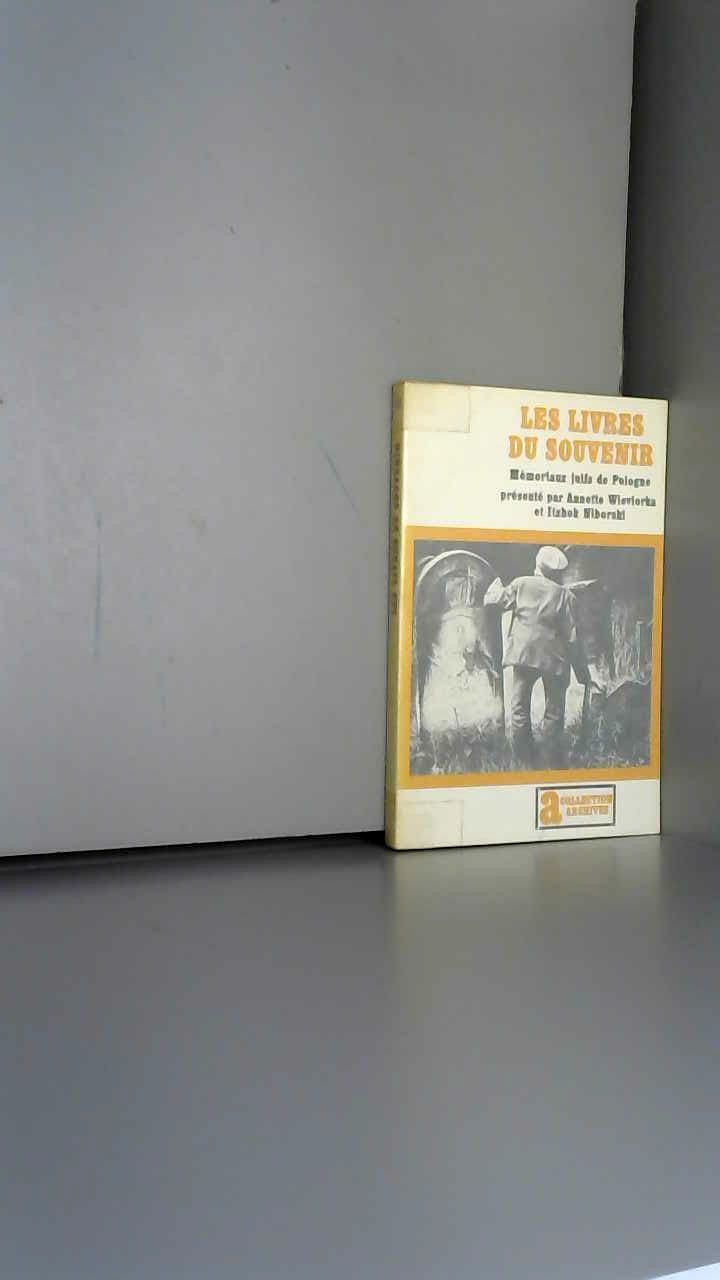 LES LIVRES
DU SOUVENIR
Mémoriaux juifs de Pologne
présenté par Annette Wieviorka
et Itzhok Niborski
a COLLECTION
ARCHIVES